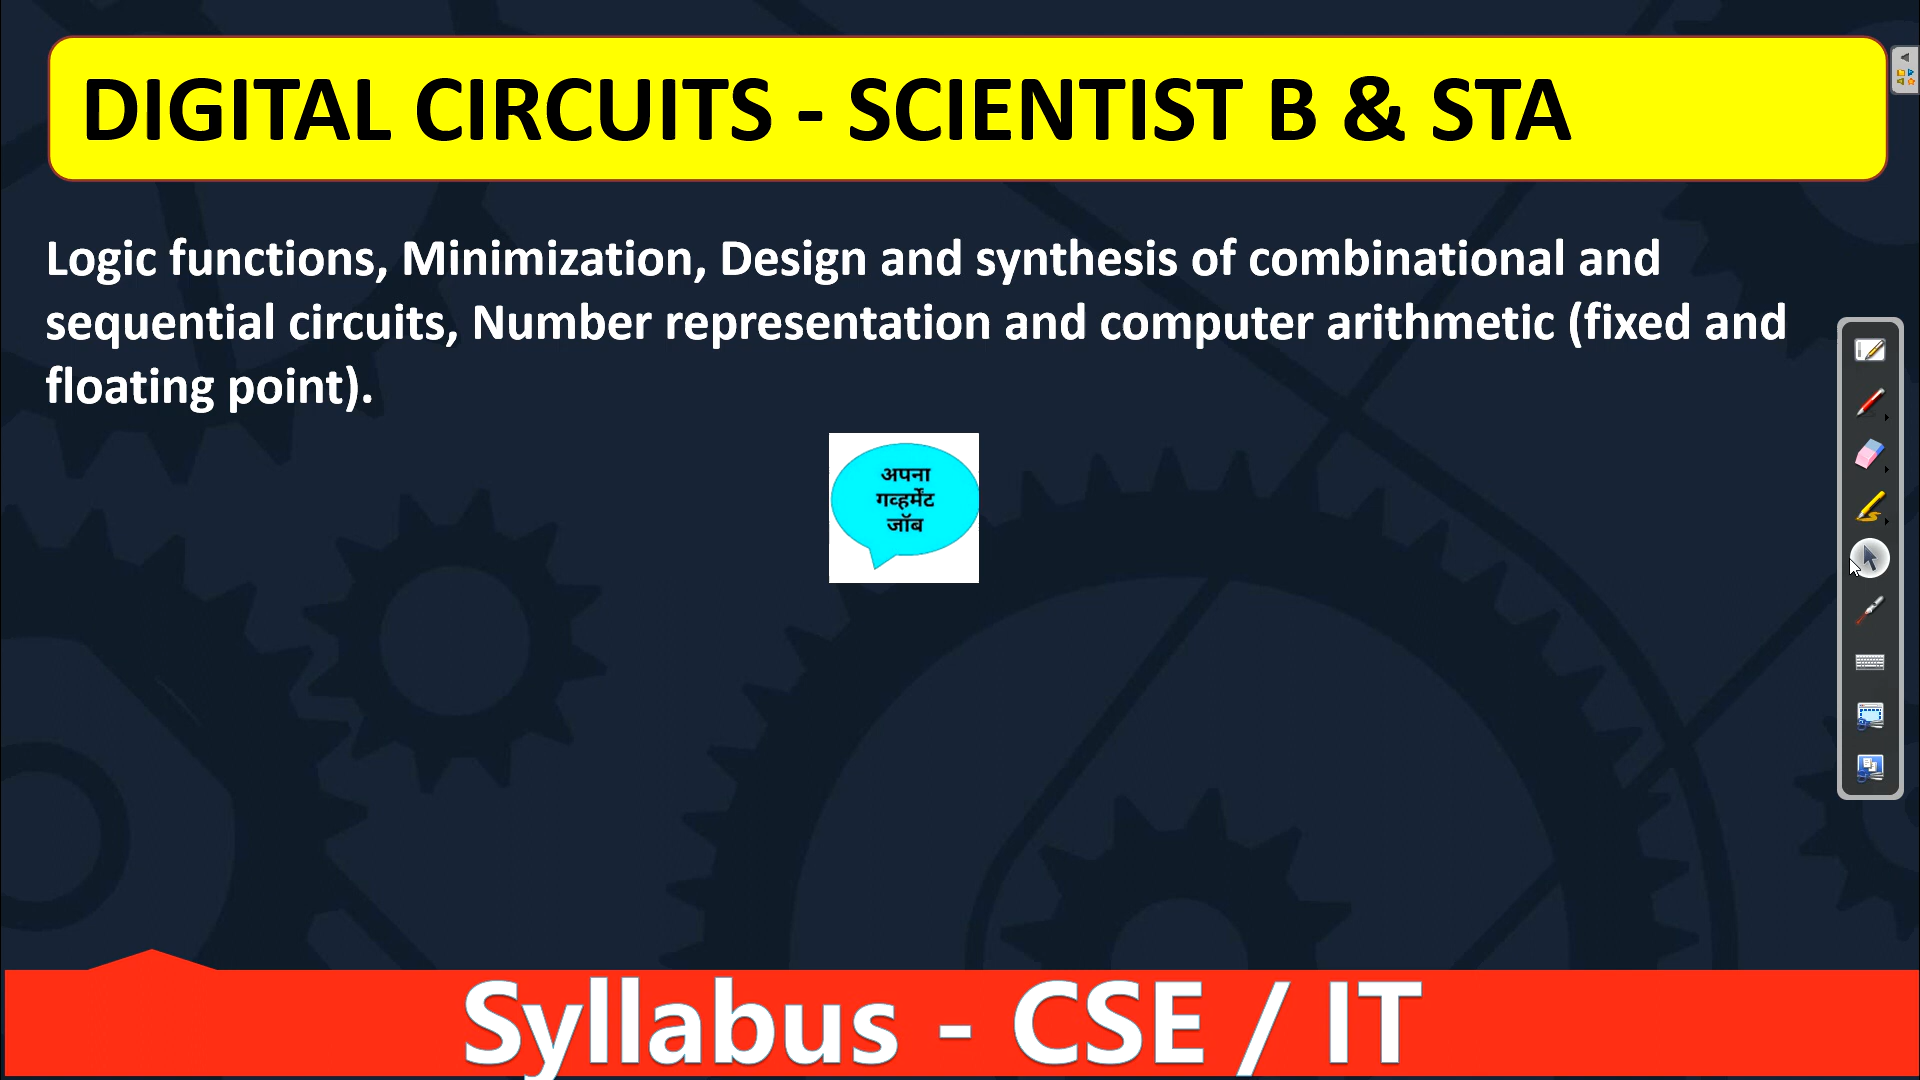 DIGITAL CIRCUITS - SCIENTIST B & STA
Logic functions, Minimization, Design and synthesis of combinational and
sequential circuits, Number representation and computer arithmetic (fixed and
floating point).
अपना
गव्हर्मेंट
जॉब
Syllabus - CSE / IT